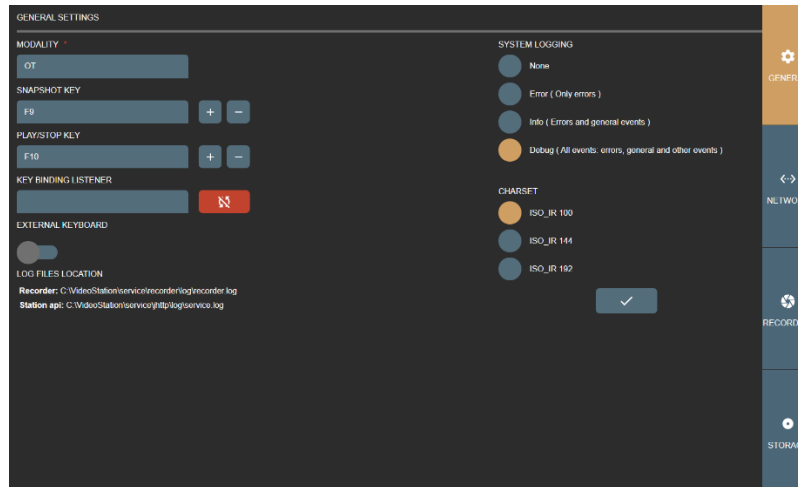 GENERAL SETTINGS
MODALITY *
OT
SNAPSHOT KEY
F9
+ −
PLAY/STOP KEY
F10
+ −
KEY BINDING LISTENER
EXTERNAL KEYBOARD
LOG FILES LOCATION
Recorder: C:\VideoStation\service\recorder\log\recorder.log
Station api: C:\VideoStation\service\http\log\service.log
SYSTEM LOGGING
None
Error ( Only errors )
Info ( Errors and general events )
Debug ( All events: errors, general and other events )
CHARSET
ISO_IR 100
ISO_IR 144
ISO_IR 192
GENER
NETWO
RECORD
STORA